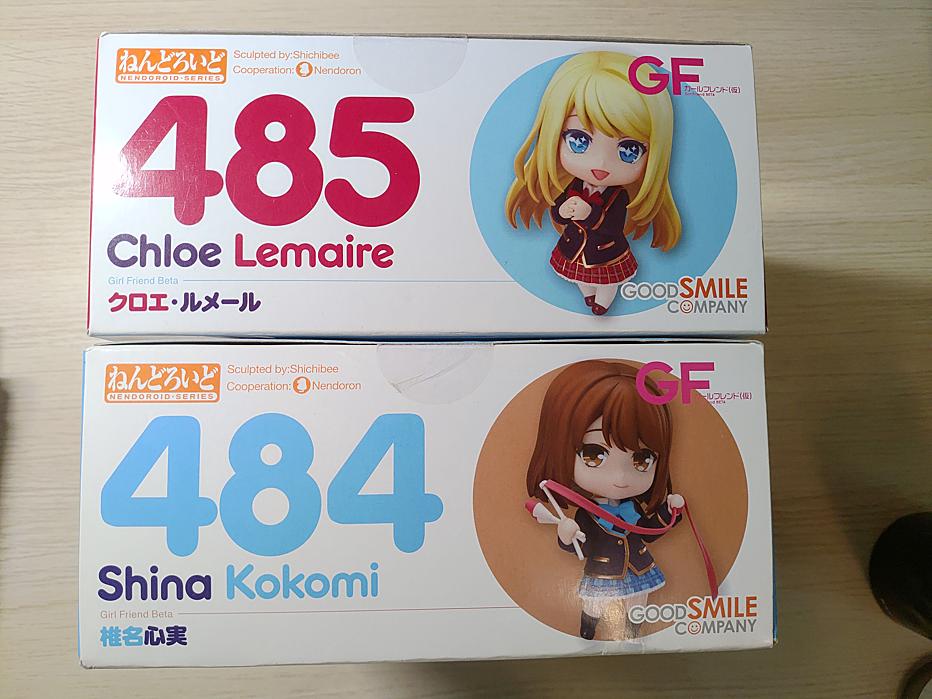 ねんどろいど
NENDOROID-SERIES
Sculpted by:Shichibee
Cooperation: Nendoron
485
Chloe Lemaire
Girl Friend Beta
クロエ・ルメール
GF
ガールフレンド(仮)
Girl Friend BETA
GOOD SMILE
COMPANY
ねんどろいど
NENDOROID-SERIES
Sculpted by:Shichibee
Cooperation: Nendoron
484
Shina Kokomi
Girl Friend Beta
椎名心実
GF
ガールフレンド(仮)
GOOD SMILE
COMPANY